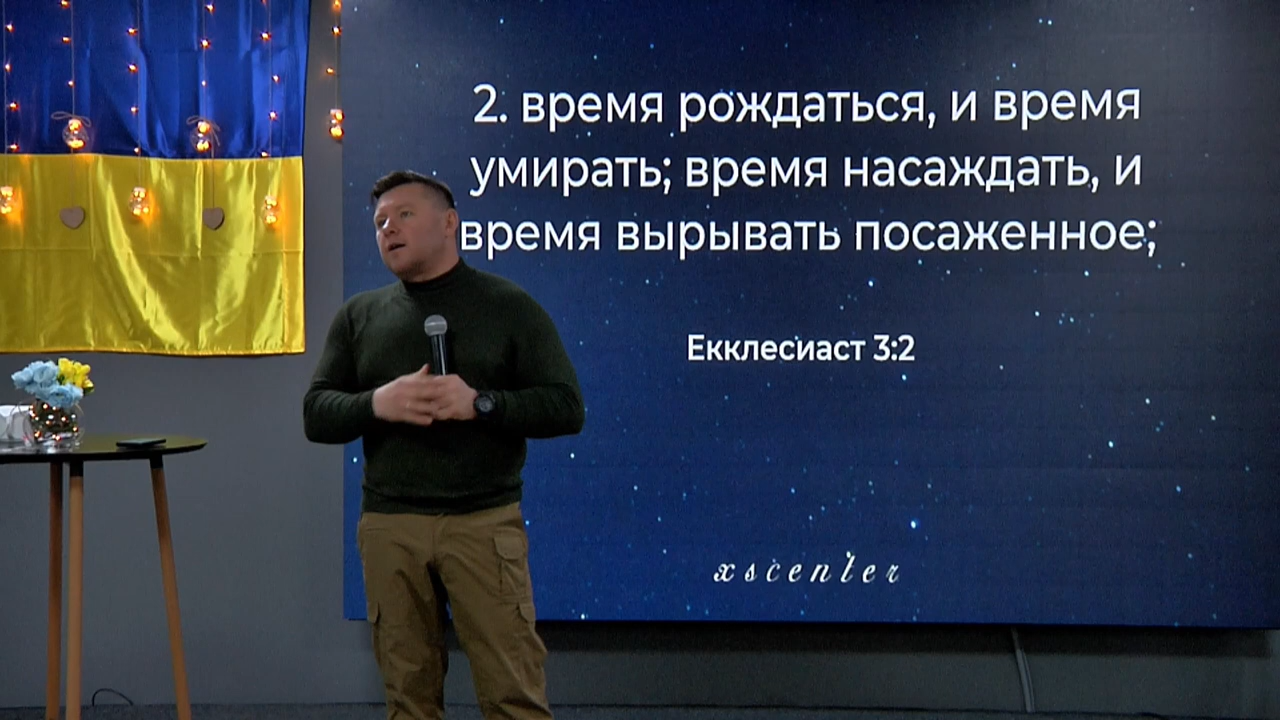 2. время рождаться, и время
умирать; время насаждать, и
время вырывать посаженное;
Екклесиаст 3:2
xscenter